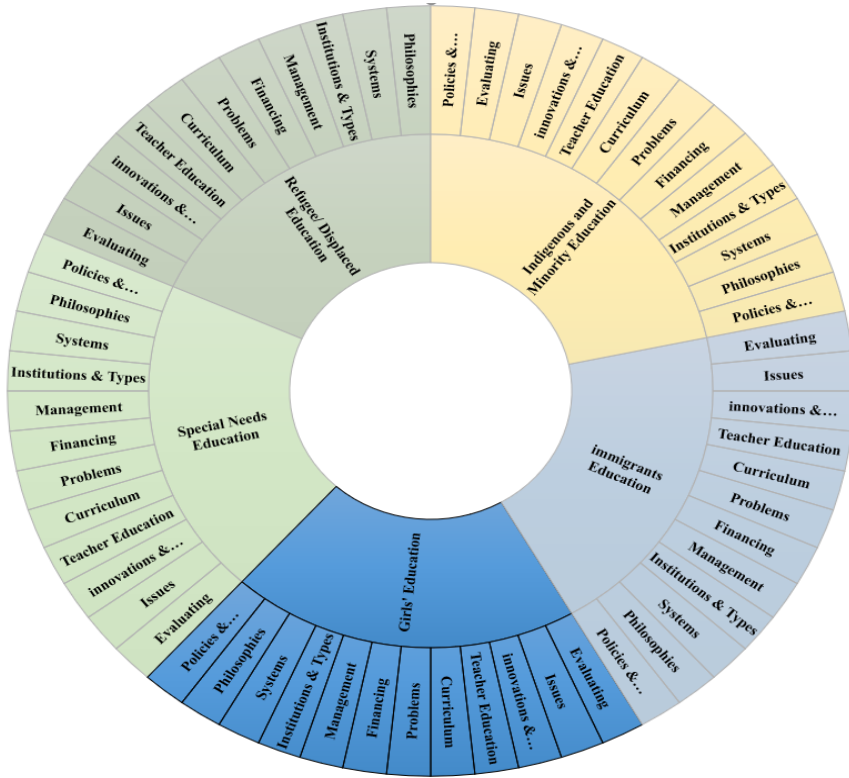 Indigenous and
Minority Education
Policies &…
Evaluating
Issues
innovations &…
Teacher Education
Curriculum
Problems
Financing
Management
Institutions & Types
Systems
Philosophies
Policies &…
immigrants
Education
Evaluating
Issues
innovations &…
Teacher Education
Curriculum
Problems
Financing
Management
Institutions & Types
Systems
Philosophies
Policies &…
Girls' Education
Evaluating
Issues
innovations &…
Teacher Education
Curriculum
Problems
Financing
Management
Institutions & Types
Systems
Philosophies
Policies &…
Special Needs
Education
Evaluating
Issues
innovations &…
Teacher Education
Curriculum
Problems
Financing
Management
Institutions & Types
Systems
Philosophies
Policies &…
Refugee/ Displaced
Education
Evaluating
Issues
innovations &…
Teacher Education
Curriculum
Problems
Financing
Management
Institutions & Types
Systems
Philosophies